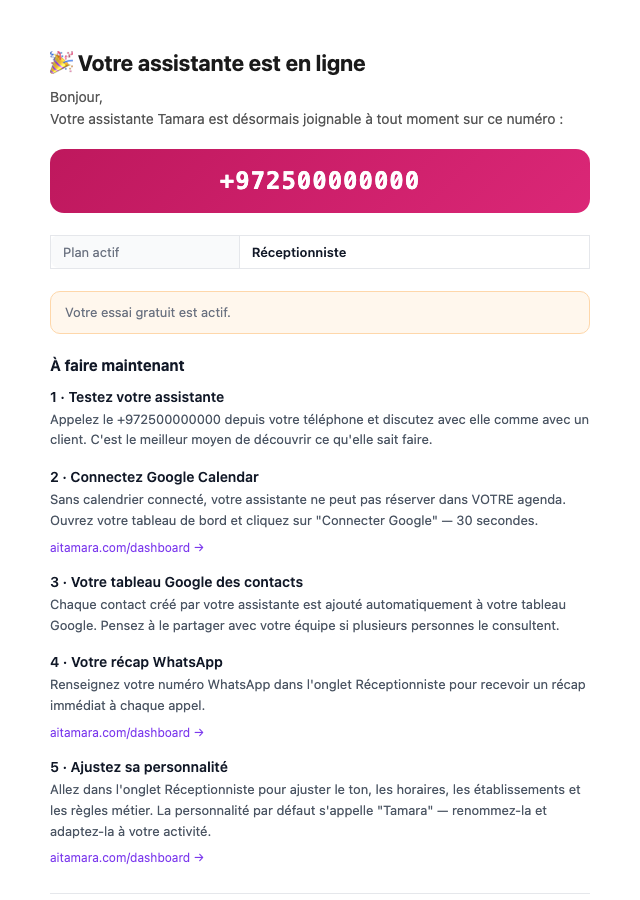 🎉 Votre assistante est en ligne
Bonjour,
Votre assistante Tamara est désormais joignable à tout moment sur ce numéro :
+972500000000
Plan actif Réceptionniste
Votre essai gratuit est actif.
À faire maintenant
1 · Testez votre assistante
Appelez le +972500000000 depuis votre téléphone et discutez avec elle comme avec un
client. C'est le meilleur moyen de découvrir ce qu'elle sait faire.
2 · Connectez Google Calendar
Sans calendrier connecté, votre assistante ne peut pas réserver dans VOTRE agenda.
Ouvrez votre tableau de bord et cliquez sur "Connecter Google" — 30 secondes.
aitamara.com/dashboard →
3 · Votre tableau Google des contacts
Chaque contact créé par votre assistante est ajouté automatiquement à votre tableau
Google. Pensez à le partager avec votre équipe si plusieurs personnes le consultent.
4 · Votre récap WhatsApp
Renseignez votre numéro WhatsApp dans l'onglet Réceptionniste pour recevoir un récap
immédiat à chaque appel.
aitamara.com/dashboard →
5 · Ajustez sa personnalité
Allez dans l'onglet Réceptionniste pour ajuster le ton, les horaires, les établissements et
les règles métier. La personnalité par défaut s'appelle "Tamara" — renommez-la et
adaptez-la à votre activité.
aitamara.com/dashboard →